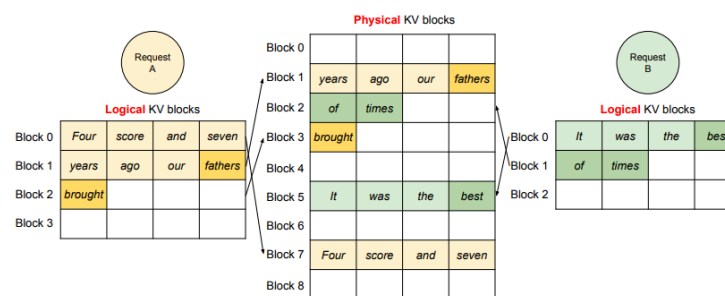 Physical KV blocks
Request A
Request B
Logical KV blocks
Block 0 Four score and seven
Block 1 years ago our fathers
Block 2 brought
Block 3
Block 0
Block 1 years ago our fathers
Block 2 of times
Block 3 brought
Block 4
Block 5 It was the best
Block 6
Block 7 Four score and seven
Block 8
Logical KV blocks
Block 0 It was the best
Block 1 of times
Block 2